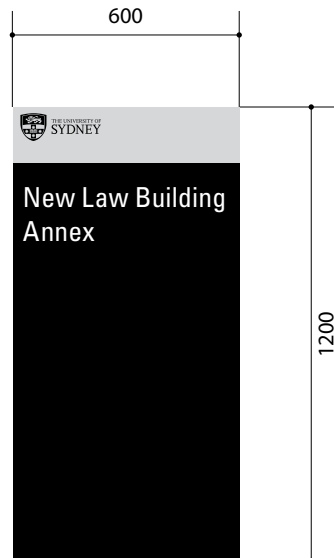 600
THE UNIVERSITY OF
SYDNEY
New Law Building
Annex
1200